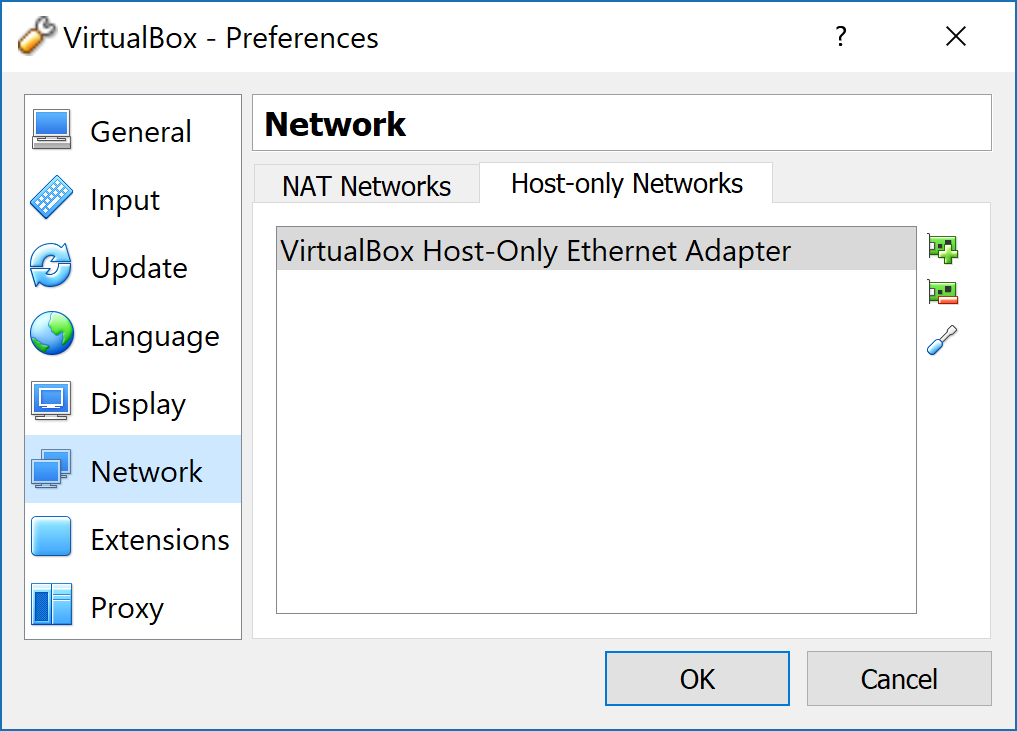 VirtualBox - Preferences
?
General
Input
Update
Language
Display
Network
Extensions
Proxy
Network
NAT Networks
Host-only Networks
VirtualBox Host-Only Ethernet Adapter
OK
Cancel